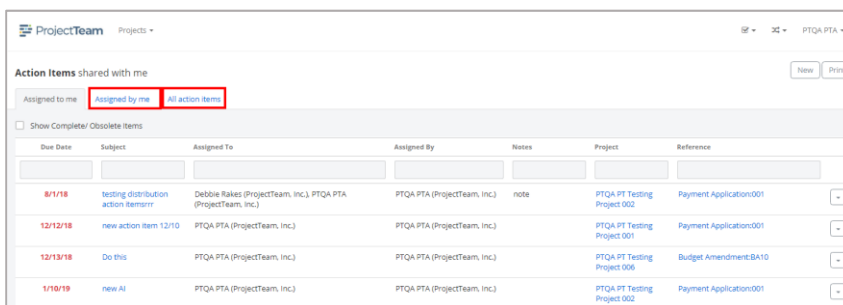 ProjectTeam Projects
PTQA PTA
Action Items shared with me
New Prin
Assigned to me Assigned by me All action items
Show Complete/ Obsolete Items
Due Date Subject Assigned To Assigned By Notes Project Reference
8/1/18 testing distribution Debbie Rakes (ProjectTeam, Inc.), PTQA PTA PTQA PTA (ProjectTeam, Inc.) note PTQA PT Testing Payment Application:001
action itemsrrr (ProjectTeam, Inc.) Project 002
12/12/18 new action item 12/10 PTQA PTA (ProjectTeam, Inc.) PTQA PTA (ProjectTeam, Inc.) PTQA PT Testing Payment Application:001
Project 001
12/13/18 Do this PTQA PTA (ProjectTeam, Inc.) PTQA PTA (ProjectTeam, Inc.) PTQA PT Testing Budget Amendment:BA10
Project 006
1/10/19 new AI PTQA PTA (ProjectTeam, Inc.) PTQA PTA (ProjectTeam, Inc.) PTQA PT Testing Payment Application:001
Project 002